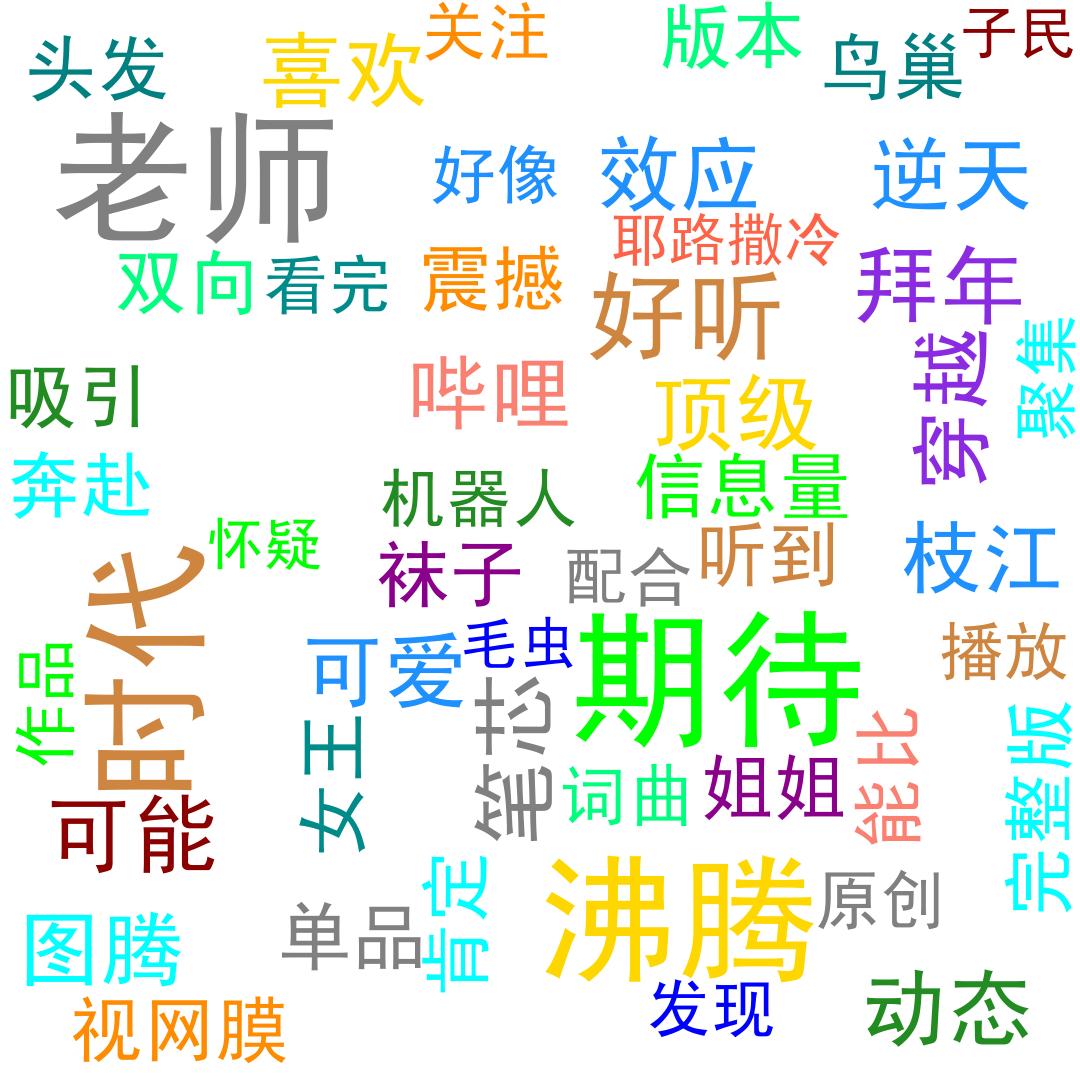 头发
喜欢
关注
版本
鸟巢
子民
老师
好像
效应
逆天
耶路撒冷
双向
看完
震撼
好听
拜年
穿越
聚集
吸引
哔哩
顶级
奔赴
机器人
信息量
怀疑
听到
枝江
时代
袜子
配合
作品
可爱
毛虫
期待
播放
女王
笔芯
词曲
姐姐
能比
完整版
可能
肯定
沸腾
原创
图腾
单品
动态
发现
视网膜